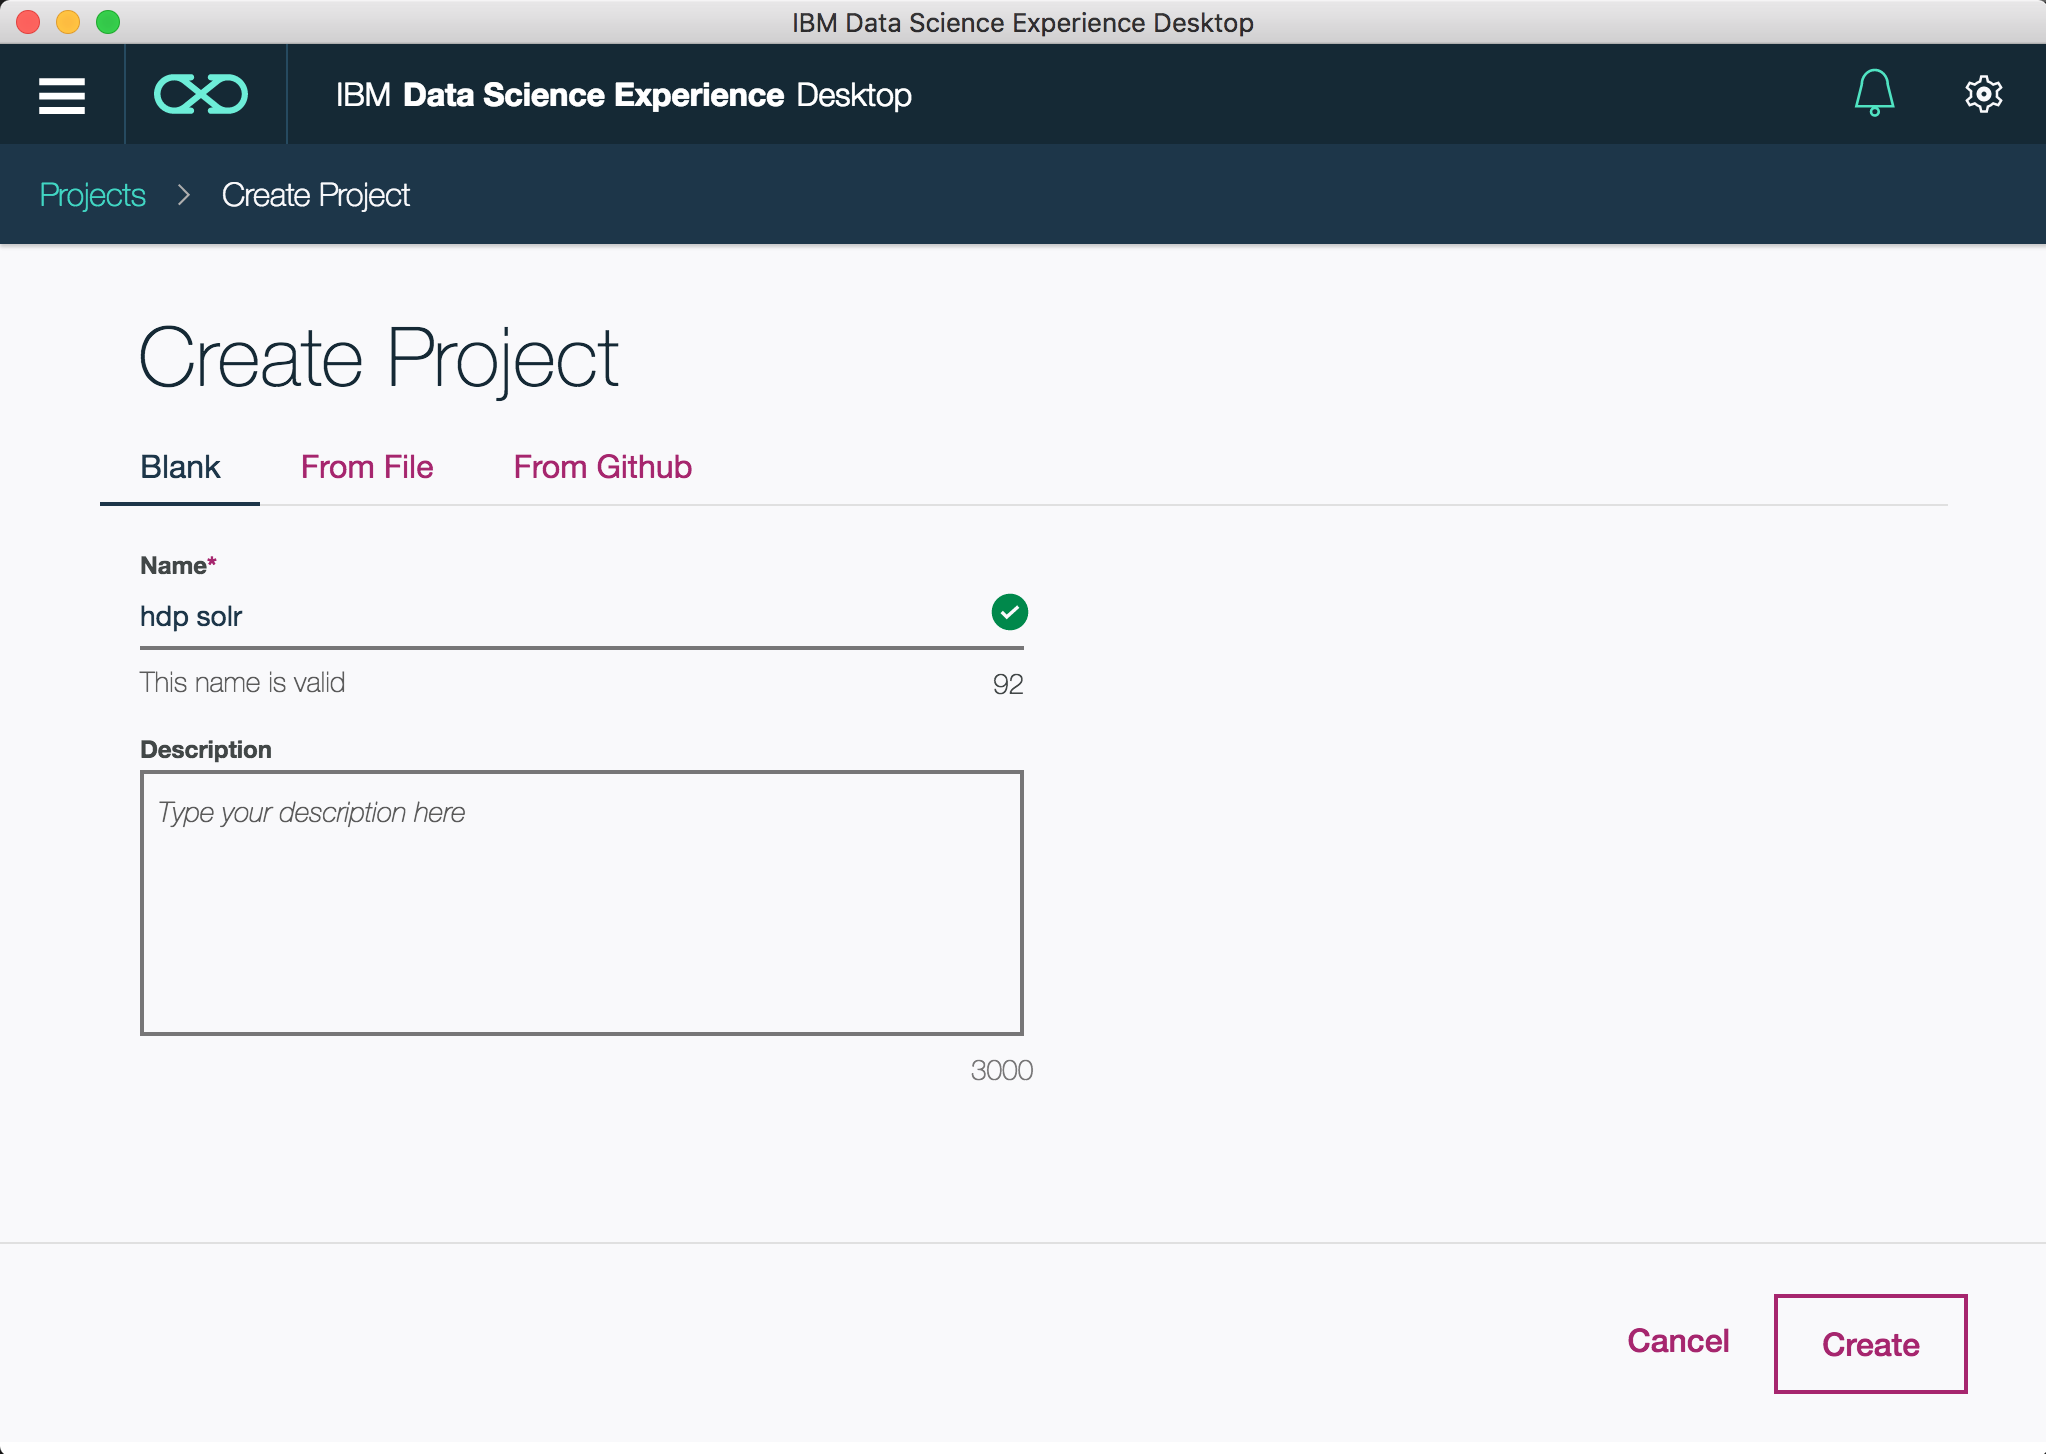 IBM Data Science Experience Desktop
IBM Data Science Experience Desktop
Projects > Create Project
Create Project
Blank From File From Github
Name*
hdp solr
This name is valid 92
Description
Type your description here
3000
Cancel Create